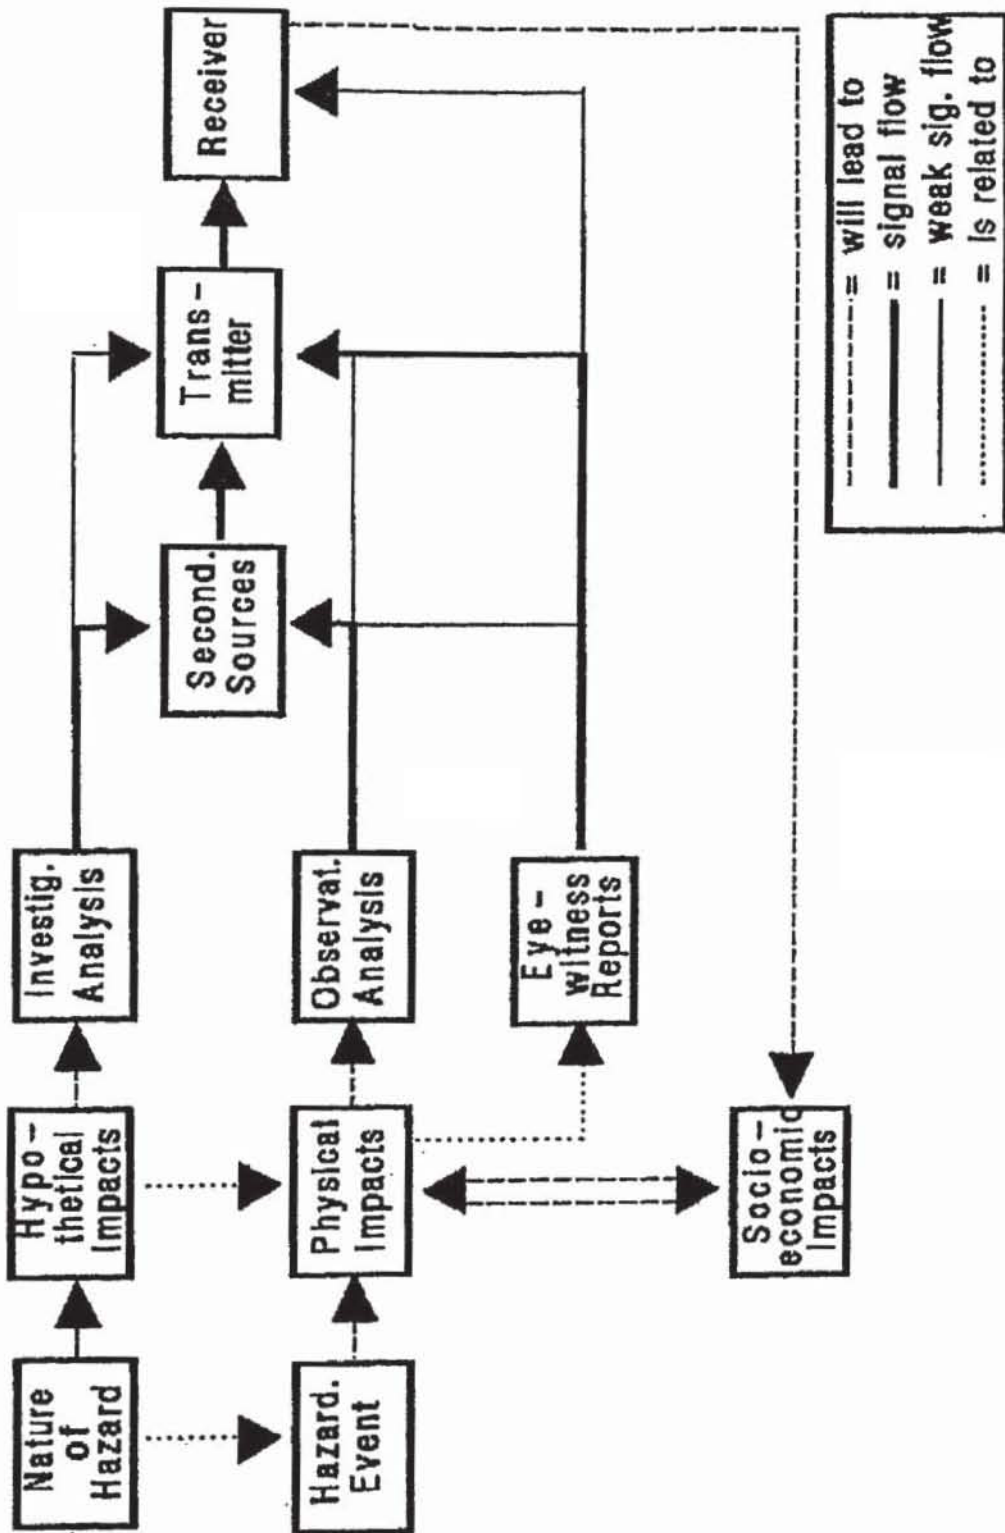 Nature
of
Hazard
Hypo-
thetical
Impacts
Investig.
Analysis
Second.
Sources
Trans-
mitter
Receiver
Hazard.
Event
Physical
Impacts
Observat.
Analysis
Eye-
witness
Reports
Socio-
economic
Impacts
= will lead to
= signal flow
= weak sig. flow
= is related to